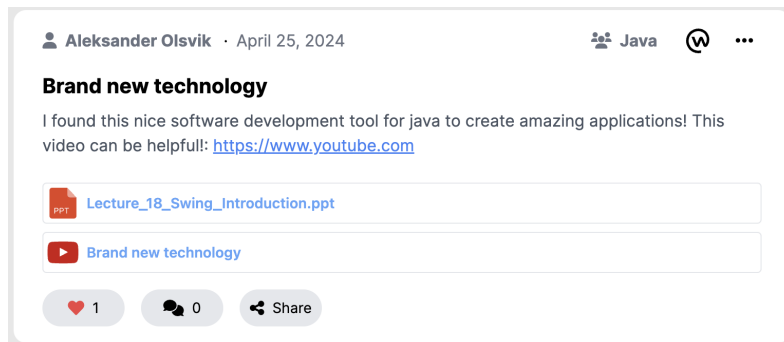 Aleksander Olsvik · April 25, 2024 Java
Brand new technology
I found this nice software development tool for java to create amazing applications! This
video can be helpful!: https://www.youtube.com
PPT Lecture_18_Swing_Introduction.ppt
Brand new technology
1 0 Share